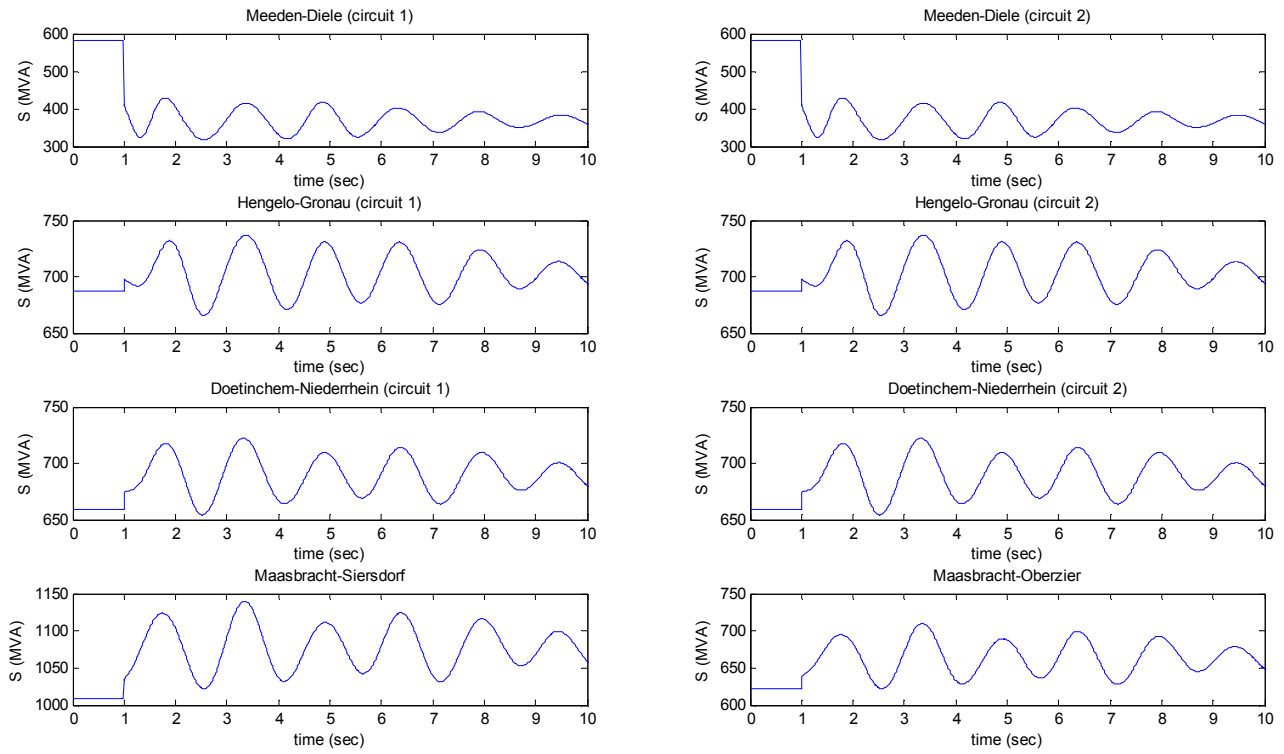 Meeden-Diele (circuit 1)
600
500
400
300
S (MVA)
0 1 2 3 4 5 6 7 8 9 10
time (sec)
Meeden-Diele (circuit 2)
600
500
400
300
S (MVA)
0 1 2 3 4 5 6 7 8 9 10
time (sec)
Hengelo-Gronau (circuit 1)
750
700
650
S (MVA)
0 1 2 3 4 5 6 7 8 9 10
time (sec)
Hengelo-Gronau (circuit 2)
750
700
650
S (MVA)
0 1 2 3 4 5 6 7 8 9 10
time (sec)
Doetinchem-Niederrhein (circuit 1)
750
700
650
S (MVA)
0 1 2 3 4 5 6 7 8 9 10
time (sec)
Doetinchem-Niederrhein (circuit 2)
750
700
650
S (MVA)
0 1 2 3 4 5 6 7 8 9 10
time (sec)
Maasbracht-Siersdorf
1150
1100
1050
1000
S (MVA)
0 1 2 3 4 5 6 7 8 9 10
time (sec)
Maasbracht-Oberzier
750
700
650
600
S (MVA)
0 1 2 3 4 5 6 7 8 9 10
time (sec)